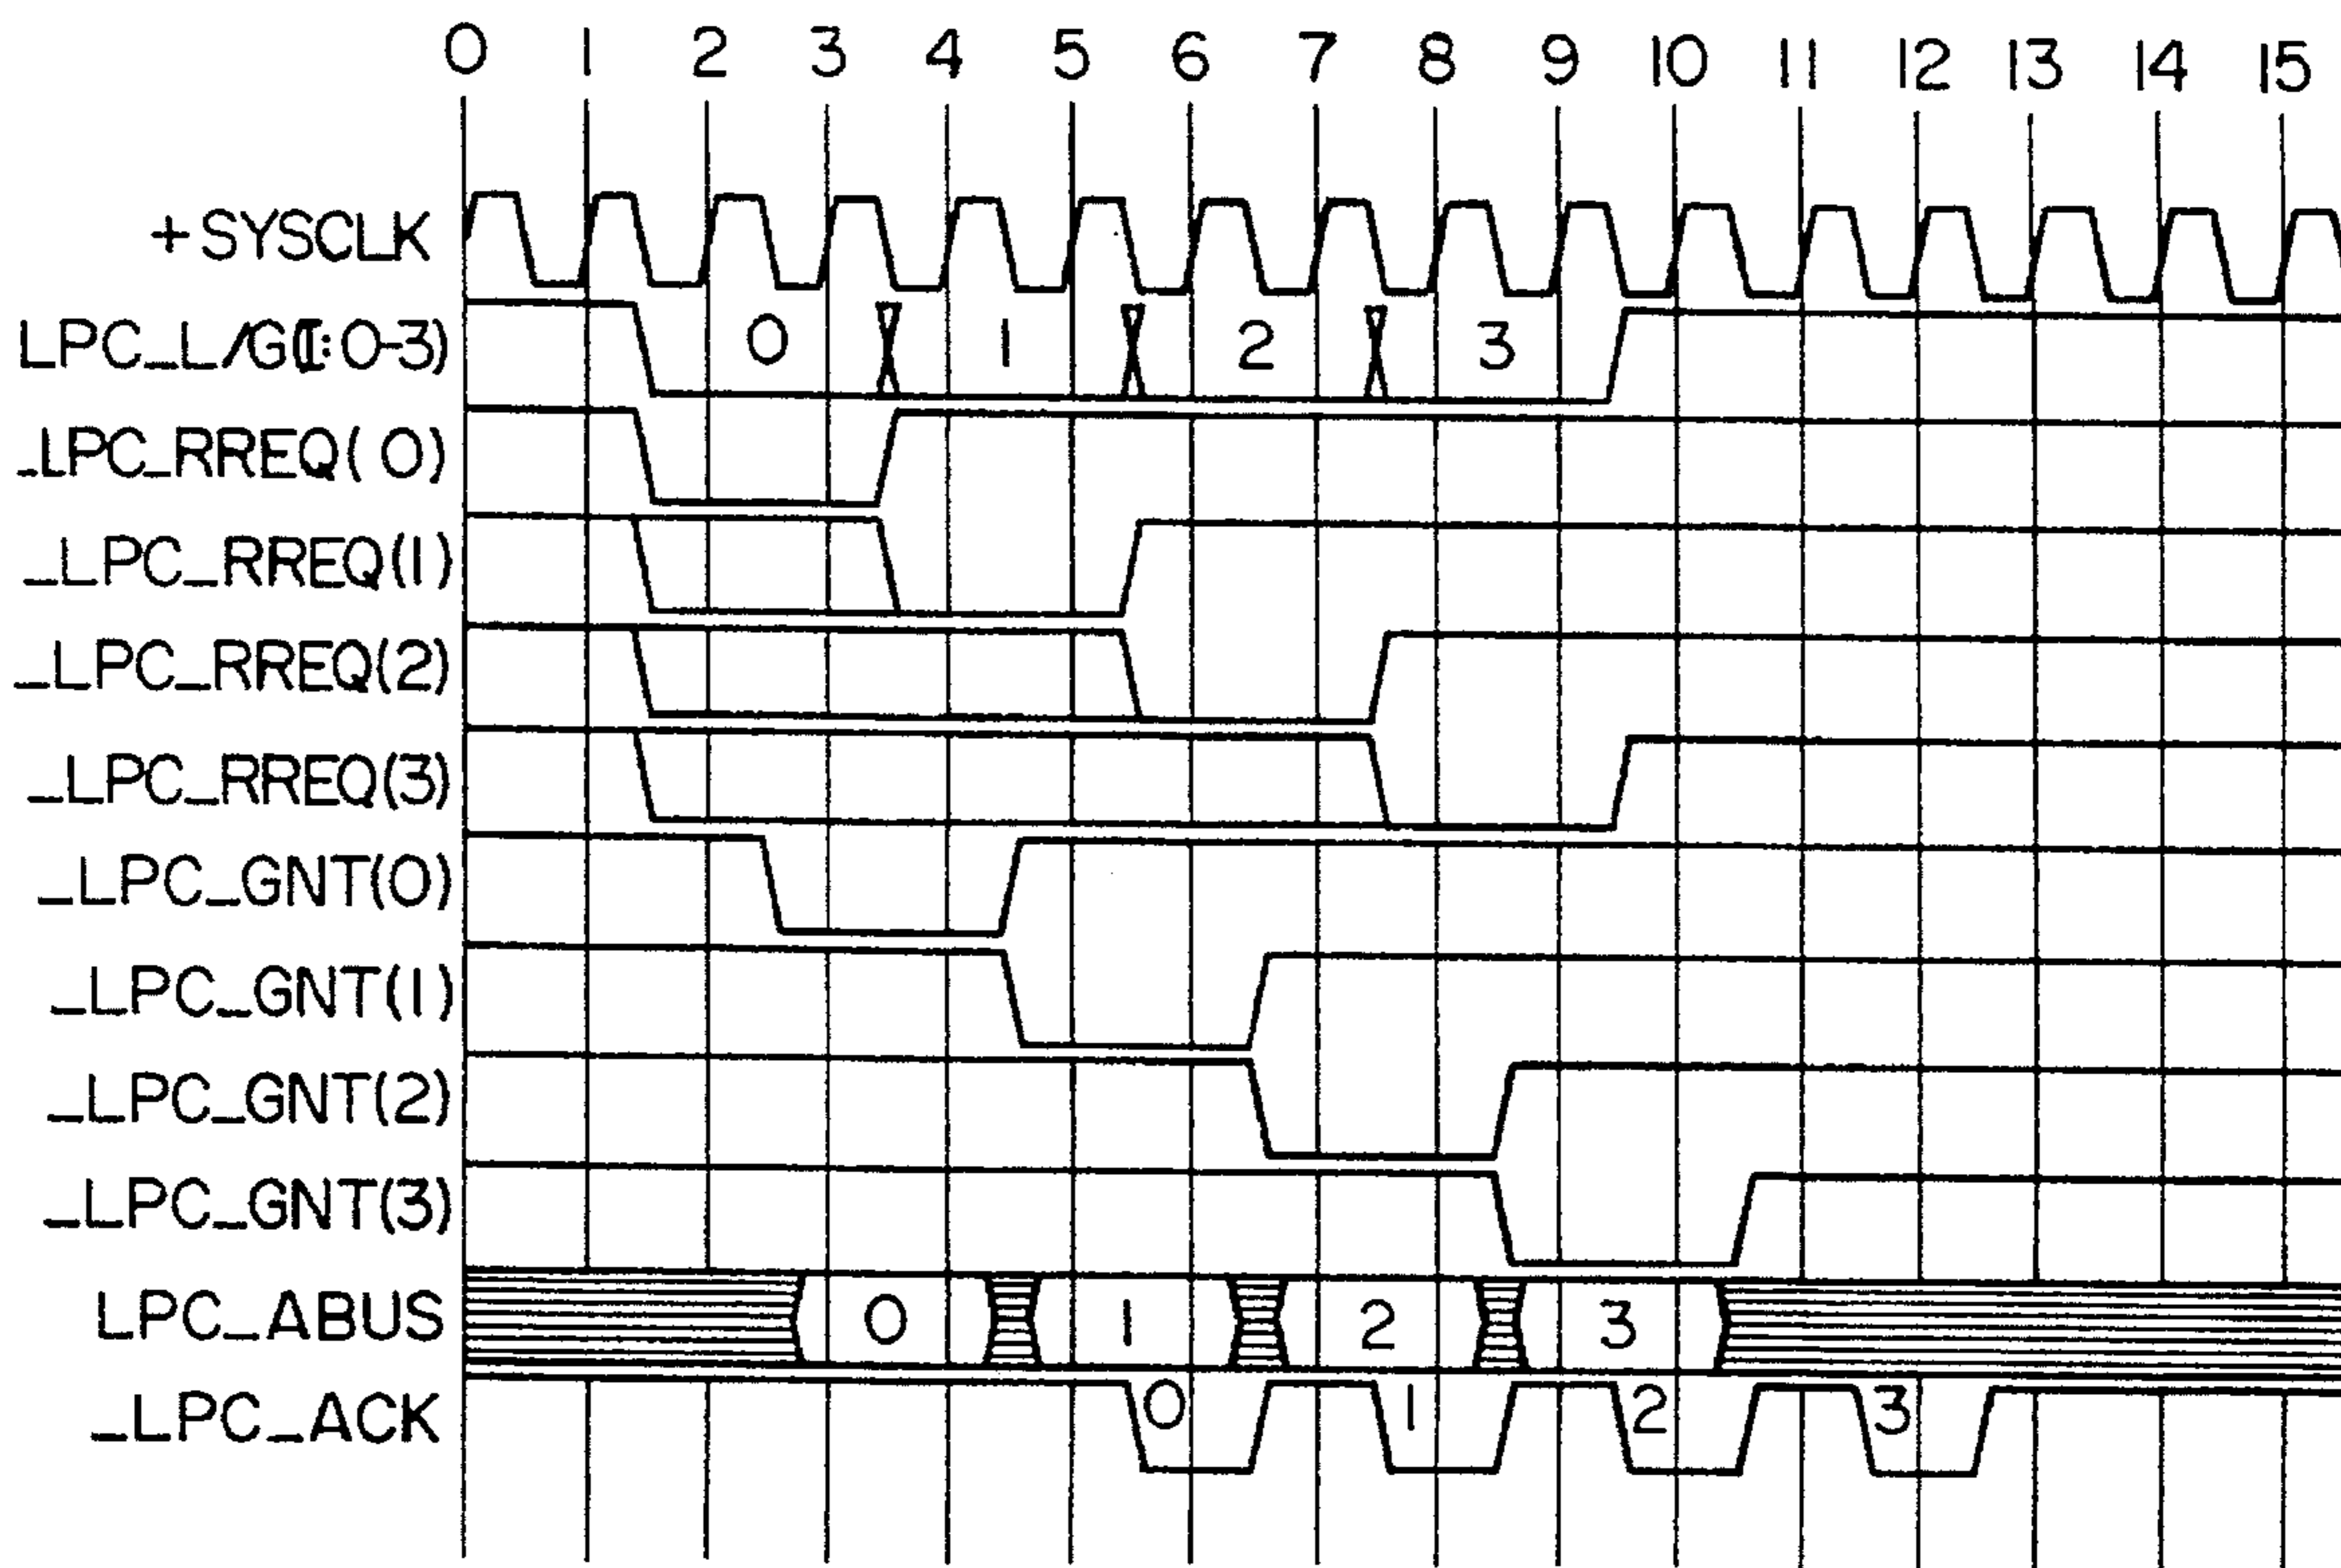 0 1 2 3 4 5 6 7 8 9 10 11 12 13 14 15
+SYSCLK
LPC_L/G(I:0-3) 0 1 2 3
_LPC_RREQ(0)
_LPC_RREQ(1)
_LPC_RREQ(2)
_LPC_RREQ(3)
_LPC_GNT(0)
_LPC_GNT(1)
_LPC_GNT(2)
_LPC_GNT(3)
LPC_ABUS 0 1 2 3
_LPC_ACK 0 1 2 3